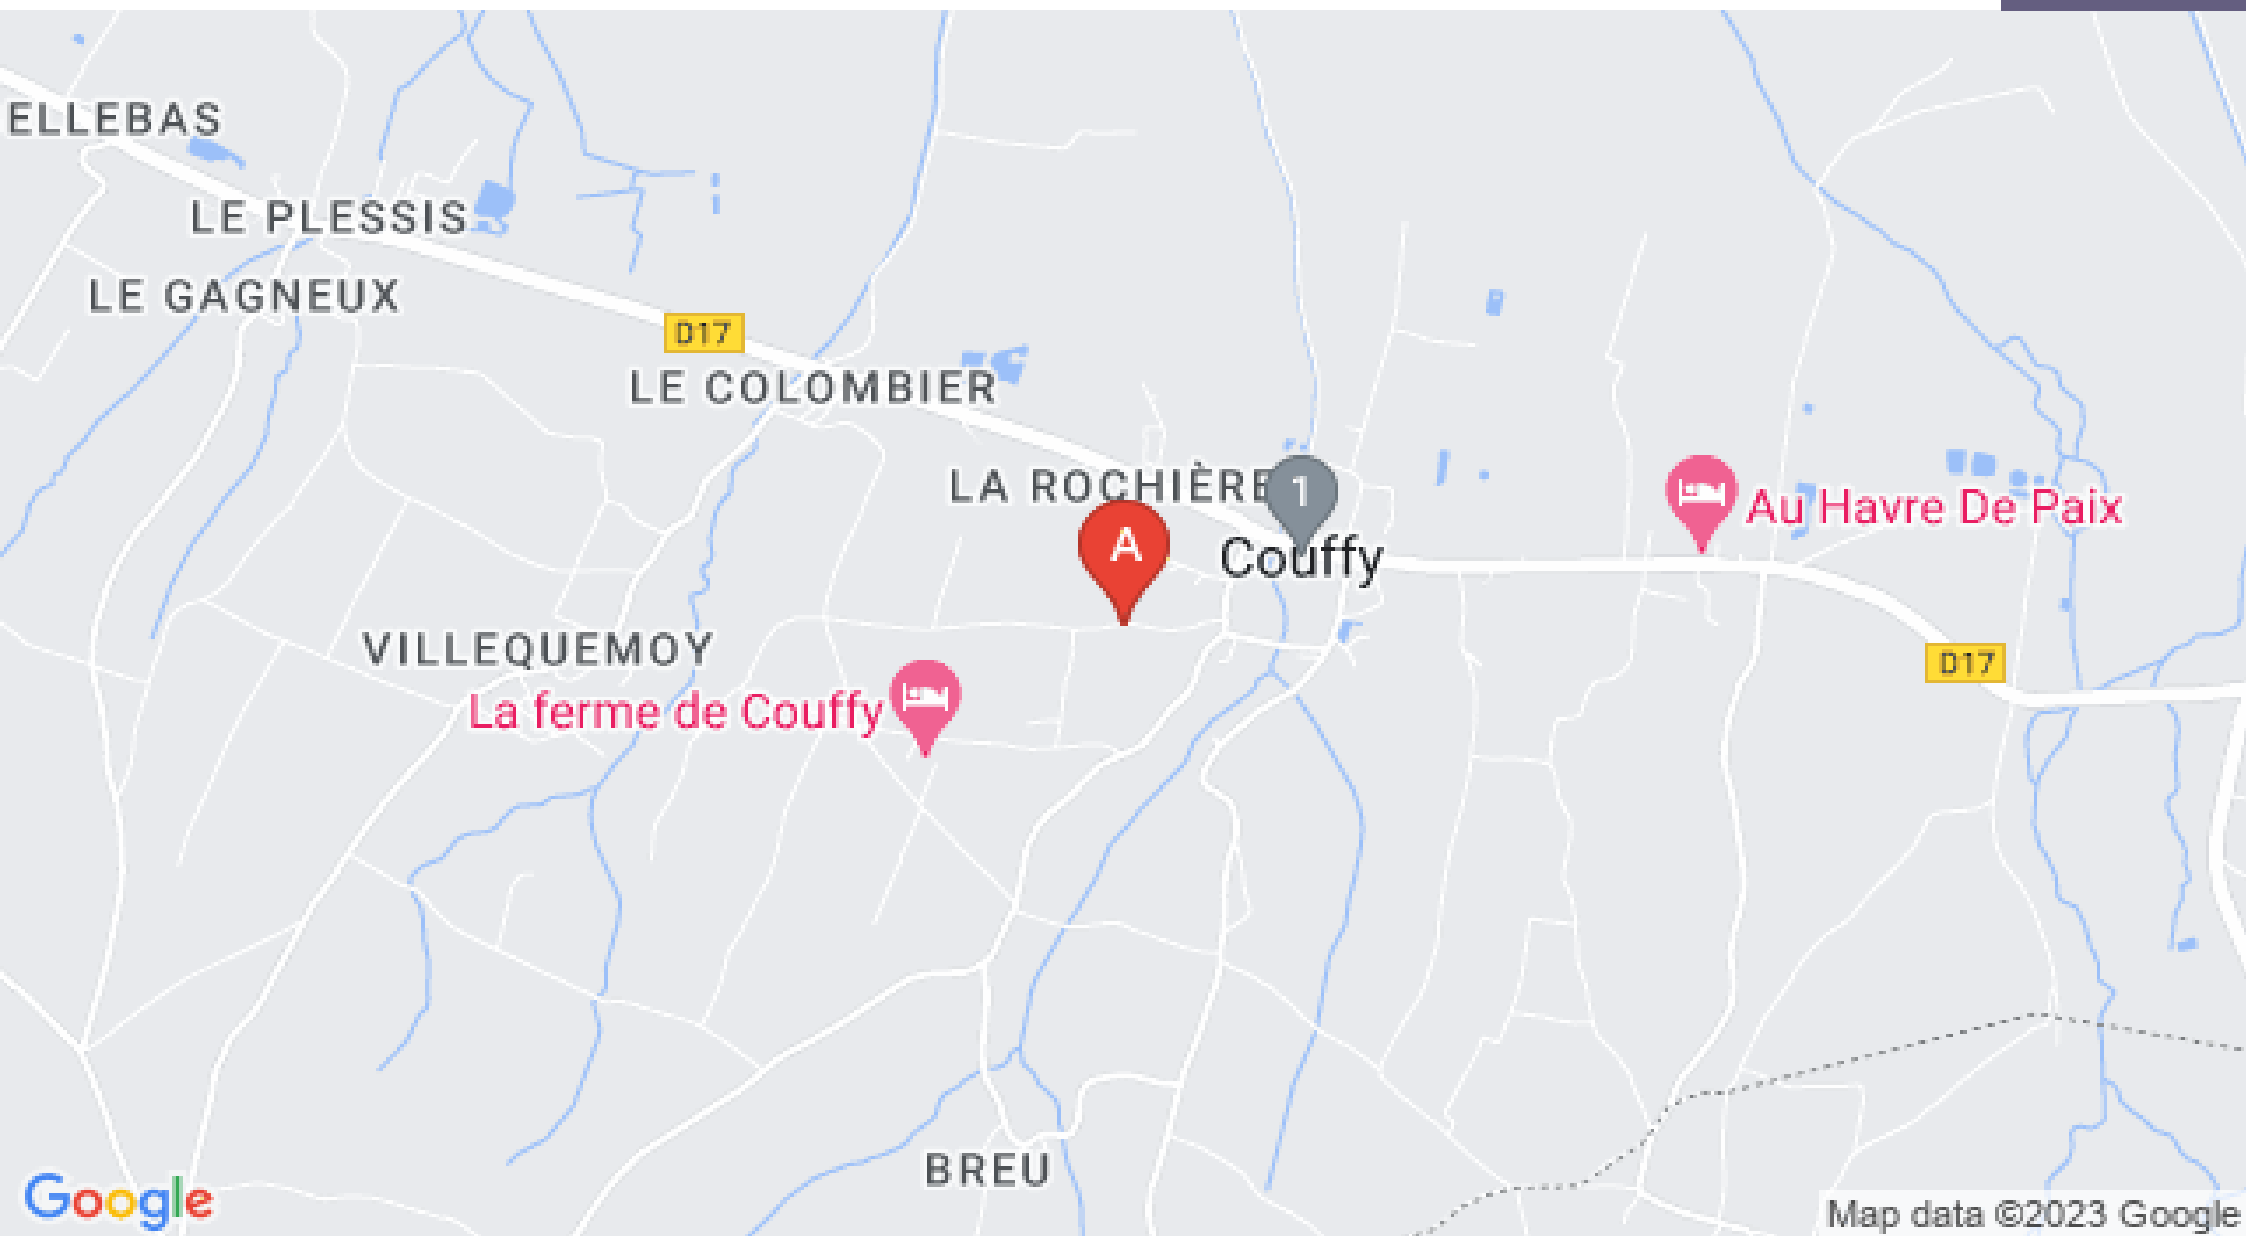 ELLEBAS
LE PLESSIS
LE GAGNEUX
D17
LE COLOMBIER
LA ROCHIÈRE
1
Au Havre De Paix
A
Couffy
VILLEQUEMOY
D17
La ferme de Couffy
BREU
Google
Map data ©2023 Google